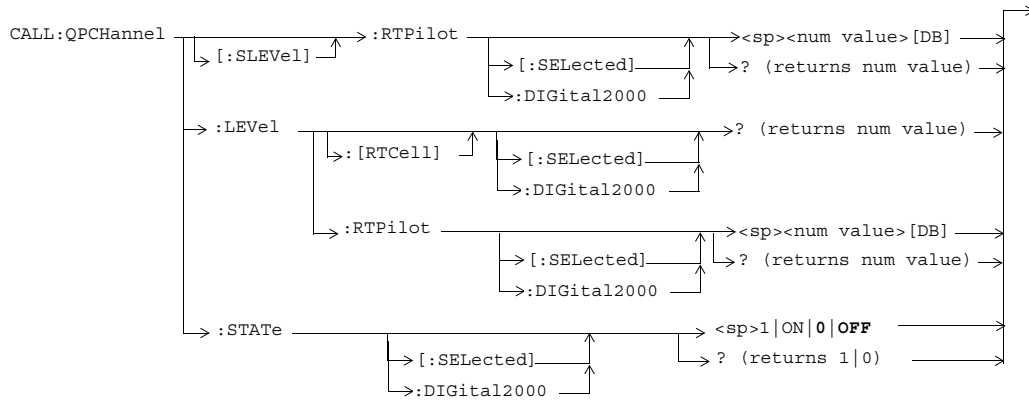 CALL:QPCHannel :RTPilot <sp><num value>[DB]
[:SLEVel] [:SELected] ? (returns num value)
:DIGital2000
:LEVel ? (returns num value)
:[RTCell] [:SELected]
:DIGital2000
:RTPilot <sp><num value>[DB]
[:SELected] ? (returns num value)
:DIGital2000
:STATe <sp>1|ON|0|OFF
[:SELected] ? (returns 1|0)
:DIGital2000